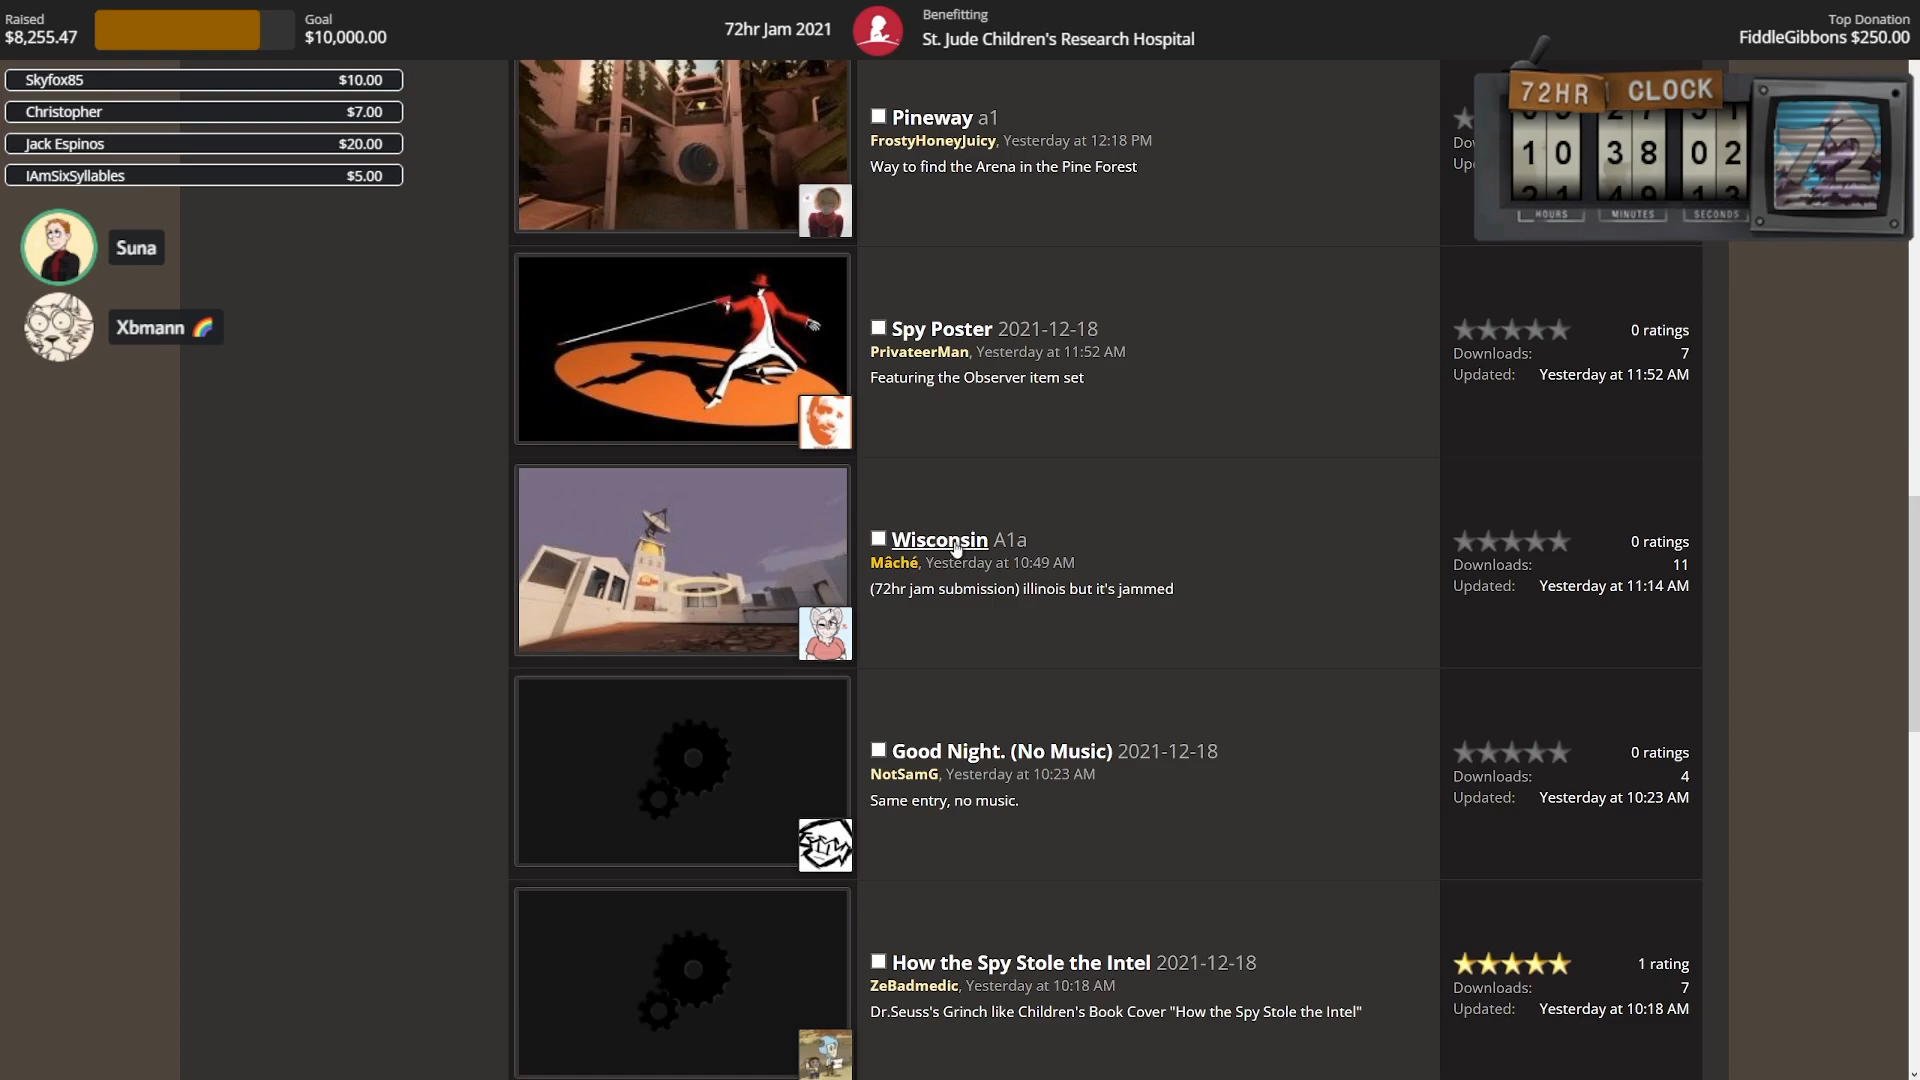 Raised
$8,255.47
Goal
$10,000.00
72hr Jam 2021
Benefitting
St. Jude Children's Research Hospital
Top Donation
FiddleGibbons $250.00
Skyfox85 $10.00
Christopher $7.00
Jack Espinos $20.00
IAmSixSyllables $5.00
Suna
Xbmann 🌈
72HR CLOCK
10 38 02
HOURS MINUTES SECONDS
72
Pineway a1
FrostyHoneyJuicy, Yesterday at 12:18 PM
Way to find the Arena in the Pine Forest
Spy Poster 2021-12-18
PrivateerMan, Yesterday at 11:52 AM
Featuring the Observer item set
0 ratings
Downloads: 7
Updated: Yesterday at 11:52 AM
Wisconsin A1a
Mâché, Yesterday at 10:49 AM
(72hr jam submission) illinois but it's jammed
0 ratings
Downloads: 11
Updated: Yesterday at 11:14 AM
Good Night. (No Music) 2021-12-18
NotSamG, Yesterday at 10:23 AM
Same entry, no music.
0 ratings
Downloads: 4
Updated: Yesterday at 10:23 AM
How the Spy Stole the Intel 2021-12-18
ZeBadmedic, Yesterday at 10:18 AM
Dr.Seuss's Grinch like Children's Book Cover "How the Spy Stole the Intel"
1 rating
Downloads: 7
Updated: Yesterday at 10:18 AM